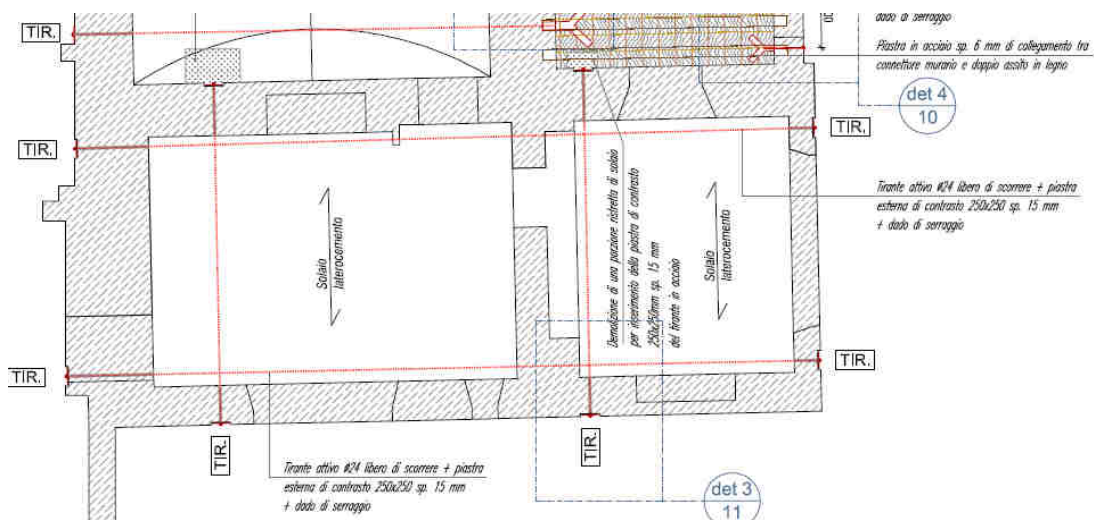 TIR.
dado di serraggio
00
Piastra in acciaio sp. 6 mm di collegamento tra
connettore murario e doppio assito in legno
det 4
10
TIR.
TIR.
Tirante attivo #24 libero di scorrere + piastra
esterna di contrasto 250x250 sp. 15 mm
+ dado di serraggio
Solaio
laterocemento
Demolizione di una porzione ristretta di solaio
per inserimento della piastra di contrasto
250x250mm sp. 15 mm
del tirante in acciaio
Solaio
laterocemento
TIR.
TIR.
TIR.
TIR.
Tirante attivo #24 libero di scorrere + piastra
esterna di contrasto 250x250 sp. 15 mm
+ dado di serraggio
det 3
11